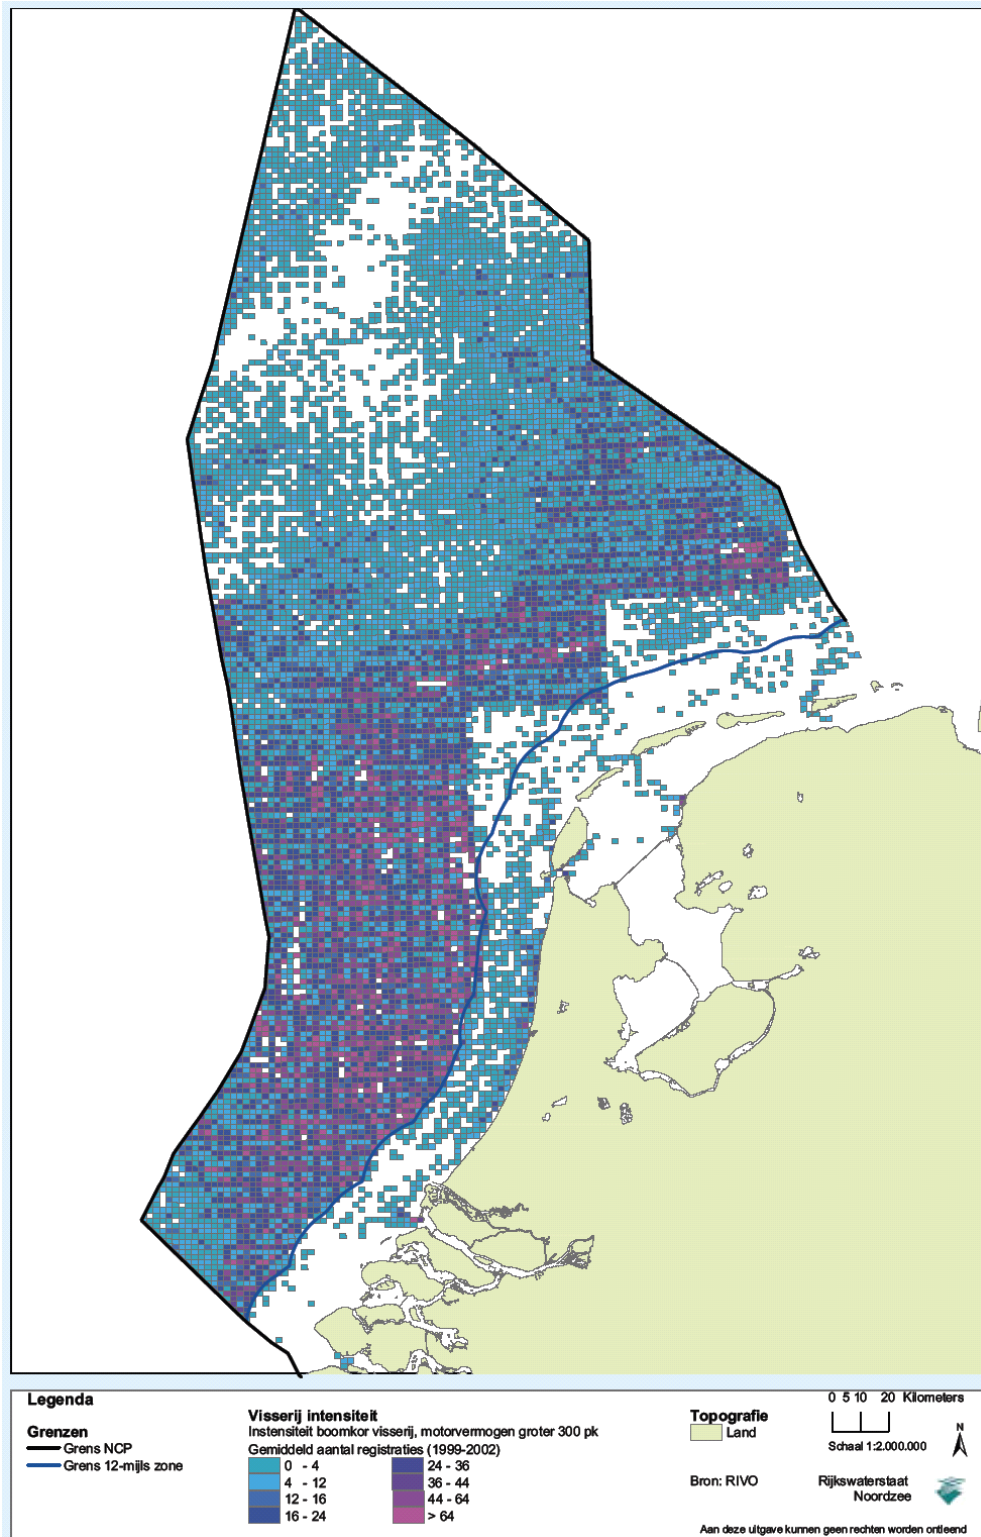 Legenda
Grenzen
Grens NCP
Grens 12-mijls zone
Visserij intensiteit
Instensiteit boomkor visserij, motorvermogen groter 300 pk
Gemiddeld aantal registraties (1999-2002)
0 - 4
4 - 12
12 - 16
16 - 24
24 - 36
36 - 44
44 - 64
> 64
Topografie
Land
Bron: RIVO
0 5 10 20 Kilometers
Schaal 1:2.000.000
N
Rijkswaterstaat
Noordzee
Aan deze uitgave kunnen geen rechten worden ontleend